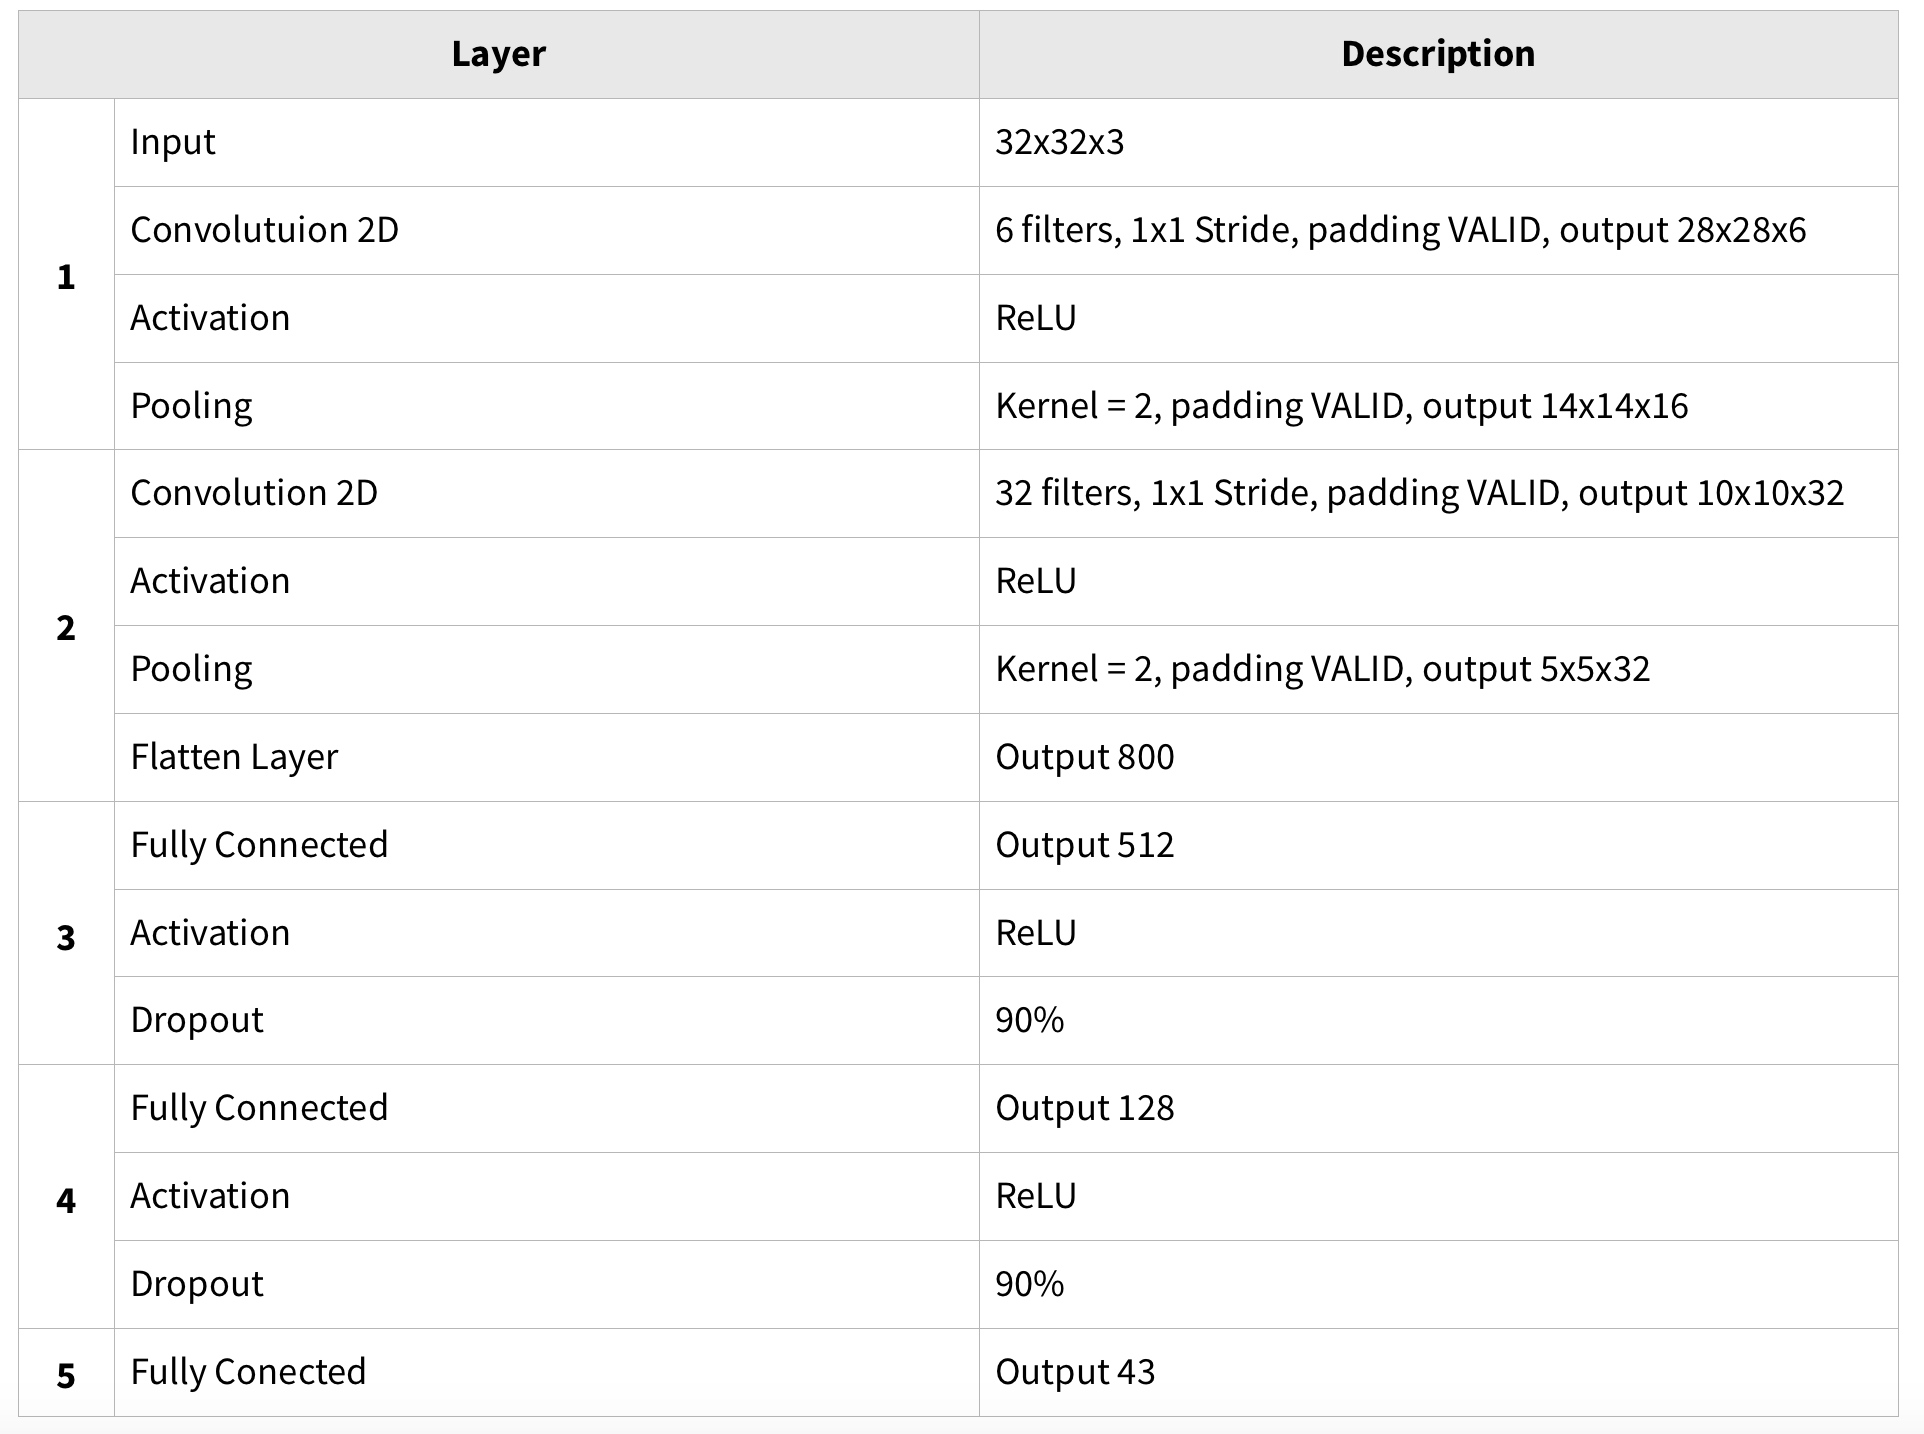 Layer Description
1
Input 32x32x3
Convolutuion 2D 6 filters, 1x1 Stride, padding VALID, output 28x28x6
Activation ReLU
Pooling Kernel = 2, padding VALID, output 14x14x16
2
Convolution 2D 32 filters, 1x1 Stride, padding VALID, output 10x10x32
Activation ReLU
Pooling Kernel = 2, padding VALID, output 5x5x32
Flatten Layer Output 800
3
Fully Connected Output 512
Activation ReLU
Dropout 90%
4
Fully Connected Output 128
Activation ReLU
Dropout 90%
5
Fully Conected Output 43